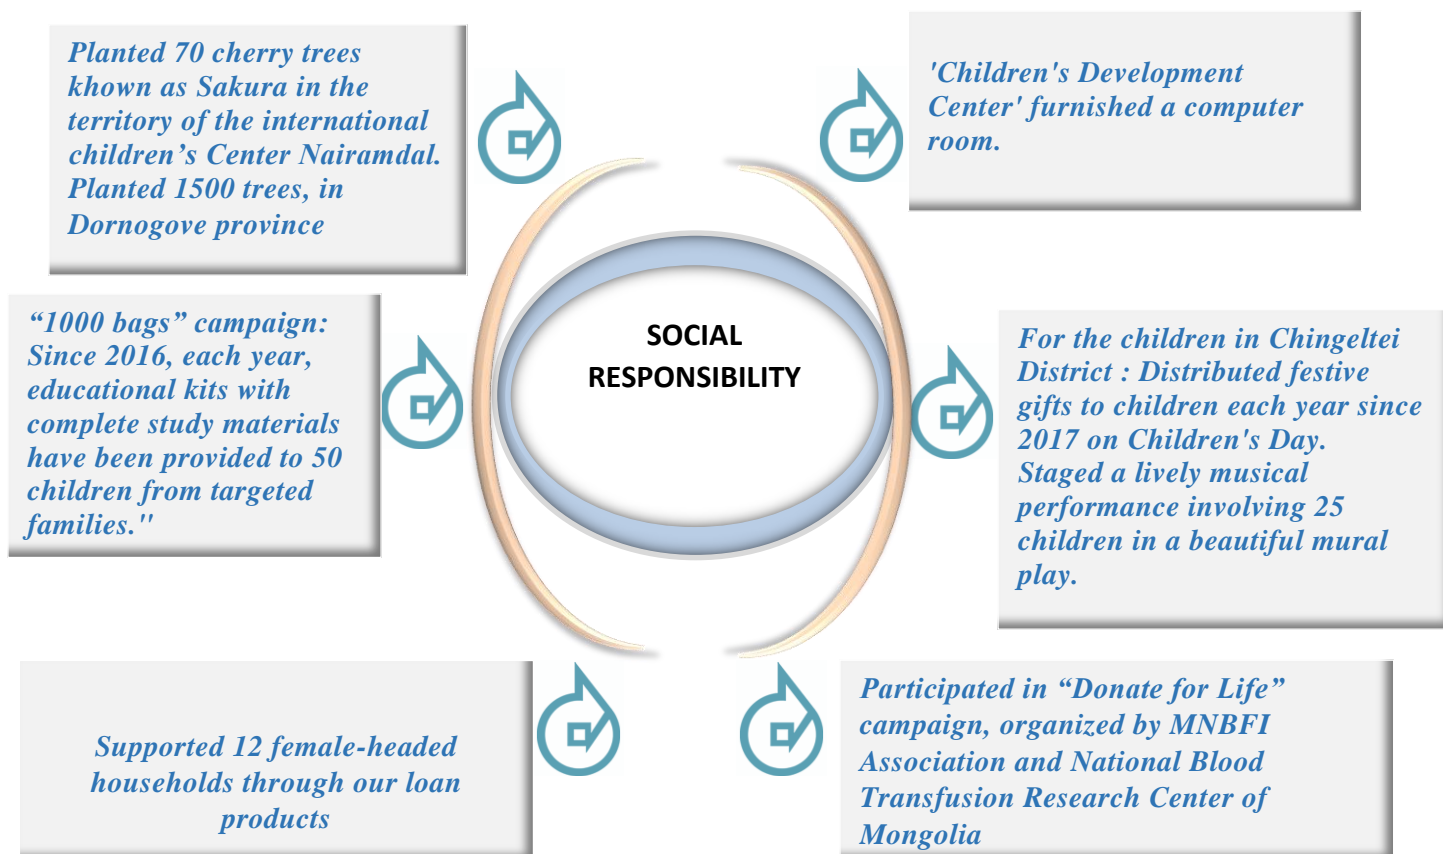 Planted 70 cherry trees
khown as Sakura in the
territory of the international
children’s Center Nairamdal.
Planted 1500 trees, in
Dornogove province
'Children's Development
Center' furnished a computer
room.
“1000 bags” campaign:
Since 2016, each year,
educational kits with
complete study materials
have been provided to 50
children from targeted
families."
SOCIAL
RESPONSIBILITY
For the children in Chingeltei
District : Distributed festive
gifts to children each year since
2017 on Children's Day.
Staged a lively musical
performance involving 25
children in a beautiful mural
play.
Supported 12 female-headed
households through our loan
products
Participated in “Donate for Life”
campaign, organized by MNBFI
Association and National Blood
Transfusion Research Center of
Mongolia